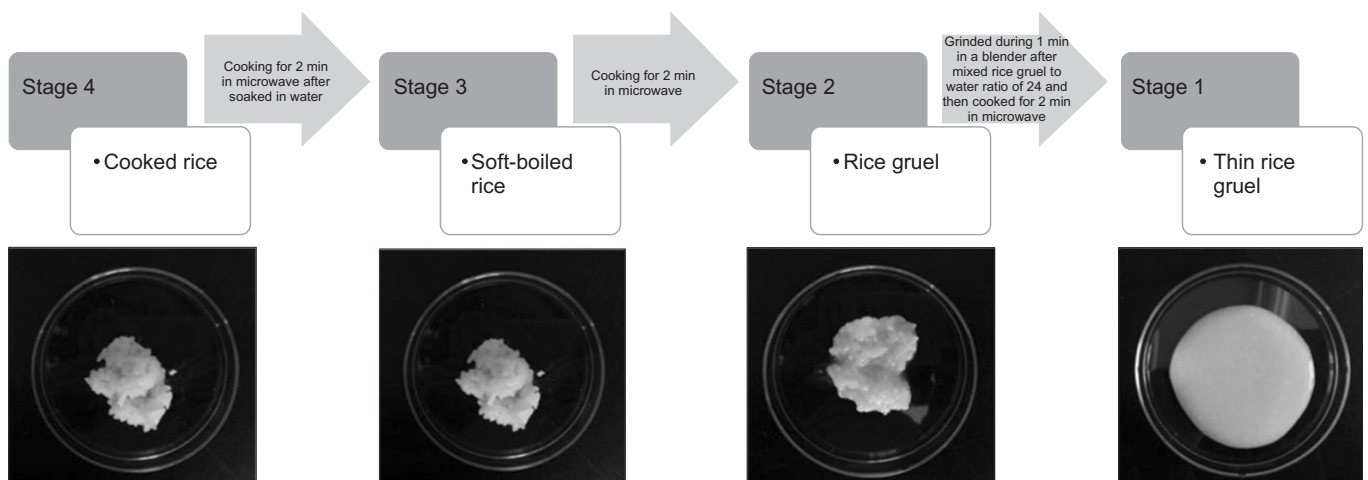 Stage 4
Cooking for 2 min
in microwave after
soaked in water
Stage 3
Cooking for 2 min
in microwave
Stage 2
Grinded during 1 min
in a blender after
mixed rice gruel to
water ratio of 24 and
then cooked for 2 min
in microwave
Stage 1
•Cooked rice
•Soft-boiled
rice
•Rice gruel
• Thin rice
gruel